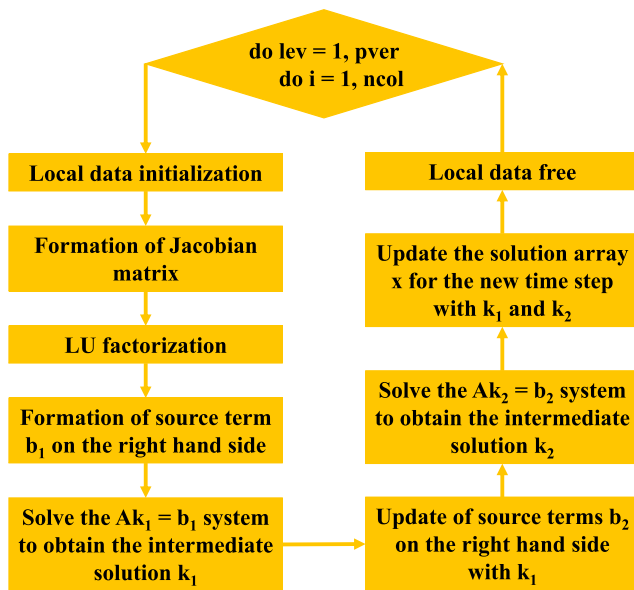 do lev = 1, pver
do i = 1, ncol
Local data initialization
Formation of Jacobian
matrix
LU factorization
Formation of source term
b₁ on the right hand side
Solve the Ak₁ = b₁ system
to obtain the intermediate
solution k₁
Update of source terms b₂
on the right hand side
with k₁
Solve the Ak₂ = b₂ system
to obtain the intermediate
solution k₂
Update the solution array
x for the new time step
with k₁ and k₂
Local data free